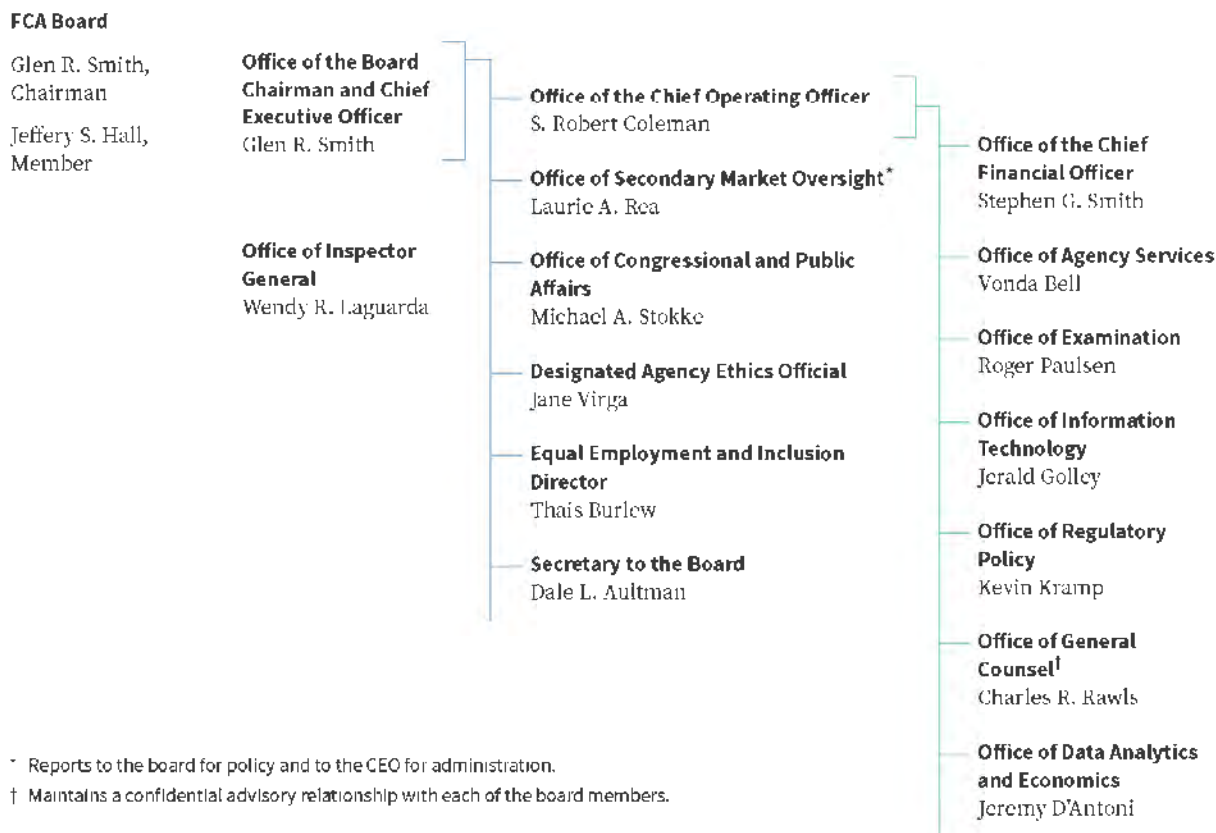 FCA Board
Glen R. Smith,
Chairman
Jeffery S. Hall,
Member
Office of the Board
Chairman and Chief
Executive Officer
Glen R. Smith
Office of Inspector
General
Wendy R. Laguarda
Office of the Chief Operating Officer
S. Robert Coleman
Office of Secondary Market Oversight*
Laurie A. Rea
Office of Congressional and Public
Affairs
Michael A. Stokke
Designated Agency Ethics Official
Jane Virga
Equal Employment and Inclusion
Director
Thais Burlew
Secretary to the Board
Dale L. Aultman
Office of the Chief
Financial Officer
Stephen G. Smith
Office of Agency Services
Vonda Bell
Office of Examination
Roger Paulsen
Office of Information
Technology
Jerald Golley
Office of Regulatory
Policy
Kevin Kramp
Office of General
Counsel†
Charles R. Rawls
Office of Data Analytics
and Economics
Jeremy D'Antoni
* Reports to the board for policy and to the CEO for administration.
† Maintains a confidential advisory relationship with each of the board members.